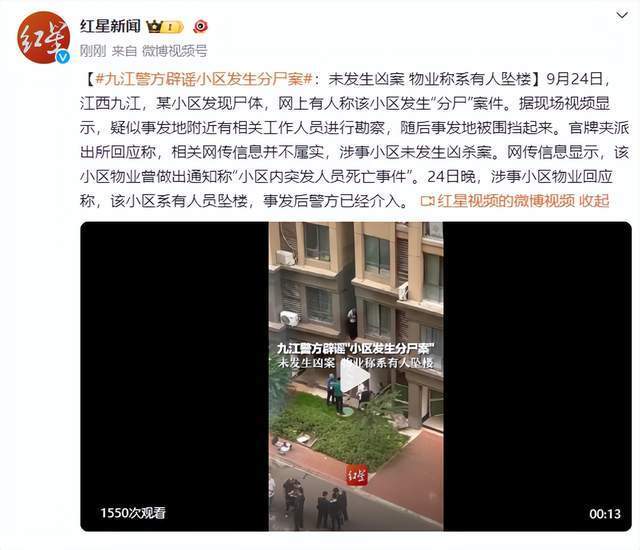 红星
红星新闻
1
刚刚 来自 微博视频号
【#九江警方辟谣小区发生分尸案#：未发生凶案 物业称系有人坠楼】9月24日，
江西九江，某小区发现尸体，网上有人称该小区发生“分尸”案件。据现场视频显
示，疑似事发地附近有相关工作人员进行勘察，随后事发地被围挡起来。官牌夹派
出所回应称，相关网传信息并不属实，涉事小区未发生凶杀案。网传信息显示，该
小区物业曾做出通知称“小区内突发人员死亡事件”。24日晚，涉事小区物业回应
称，该小区系有人员坠楼，事发后警方已经介入。 红星视频的微博视频 收起
九江警方辟谣“小区发生分尸案”
未发生凶案 物业称系有人坠楼
红星
1550次观看
00:13